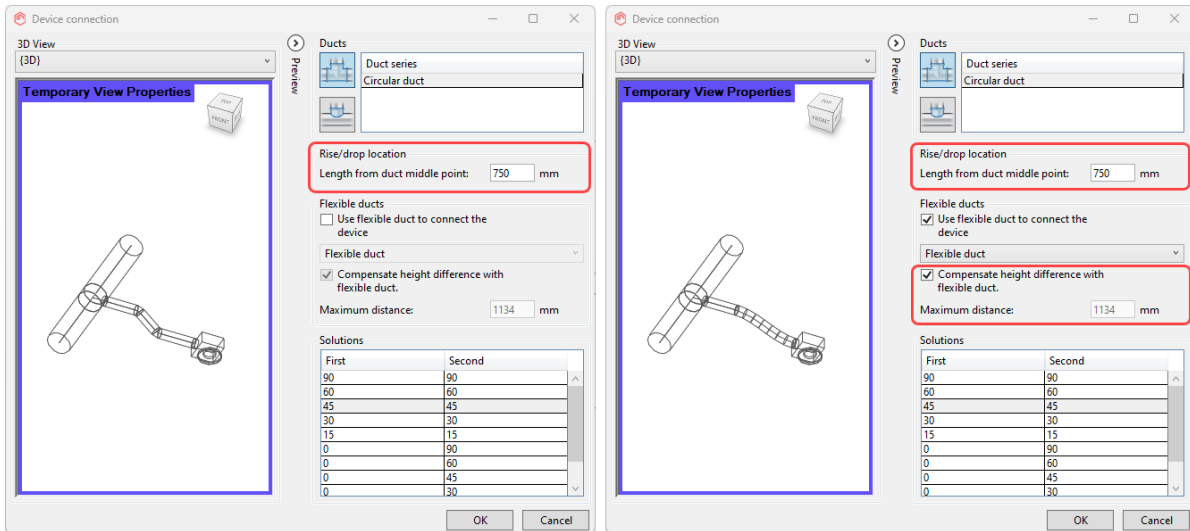 Device connection
3D View
{3D}
Preview
Temporary View Properties
TOP
FRONT
Ducts
Duct series
Circular duct
Rise/drop location
Length from duct middle point: 750 mm
Flexible ducts
Use flexible duct to connect the
device
Flexible duct
Compensate height difference with
flexible duct.
Maximum distance: 1134 mm
Solutions
First Second
90 90
60 60
45 45
30 30
15 15
0 90
0 60
0 45
0 30
OK Cancel
Device connection
3D View
{3D}
Preview
Temporary View Properties
TOP
FRONT
Ducts
Duct series
Circular duct
Rise/drop location
Length from duct middle point: 750 mm
Flexible ducts
Use flexible duct to connect the
device
Flexible duct
Compensate height difference with
flexible duct.
Maximum distance: 1134 mm
Solutions
First Second
90 90
60 60
45 45
30 30
15 15
0 90
0 60
0 45
0 30
OK Cancel